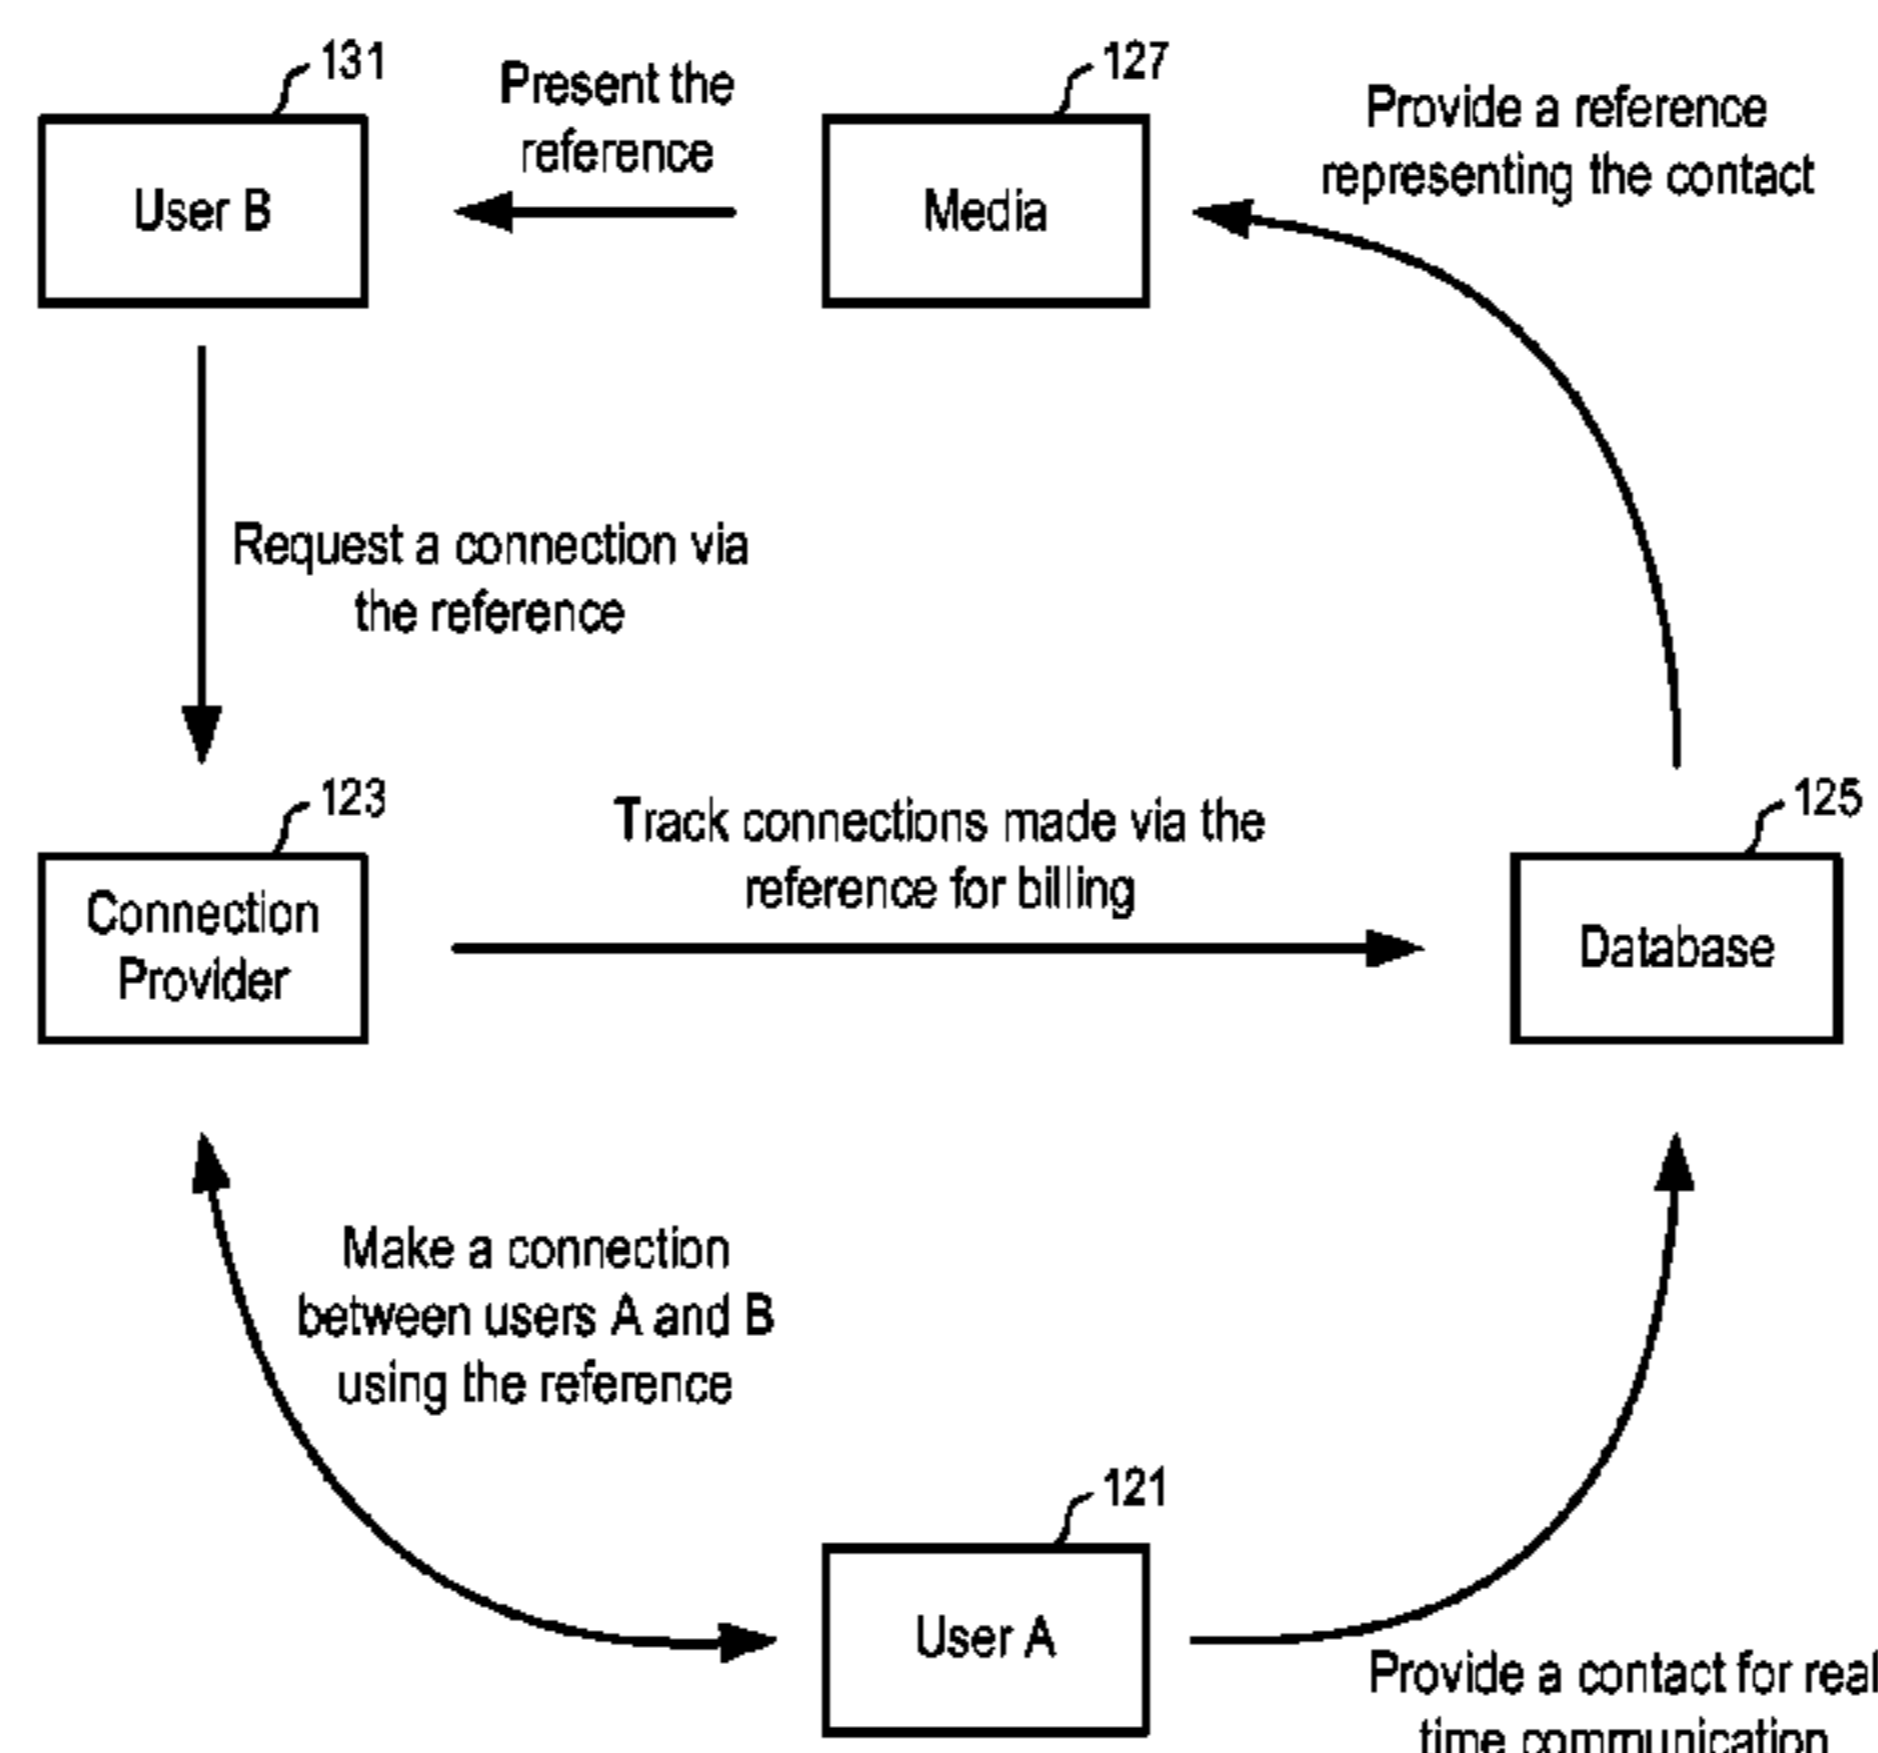 131
Present the
reference
127
Provide a reference
representing the contact
User B
Media
Request a connection via
the reference
123
Track connections made via the
reference for billing
125
Connection
Provider
Database
Make a connection
between users A and B
using the reference
121
User A
Provide a contact for real
time communication